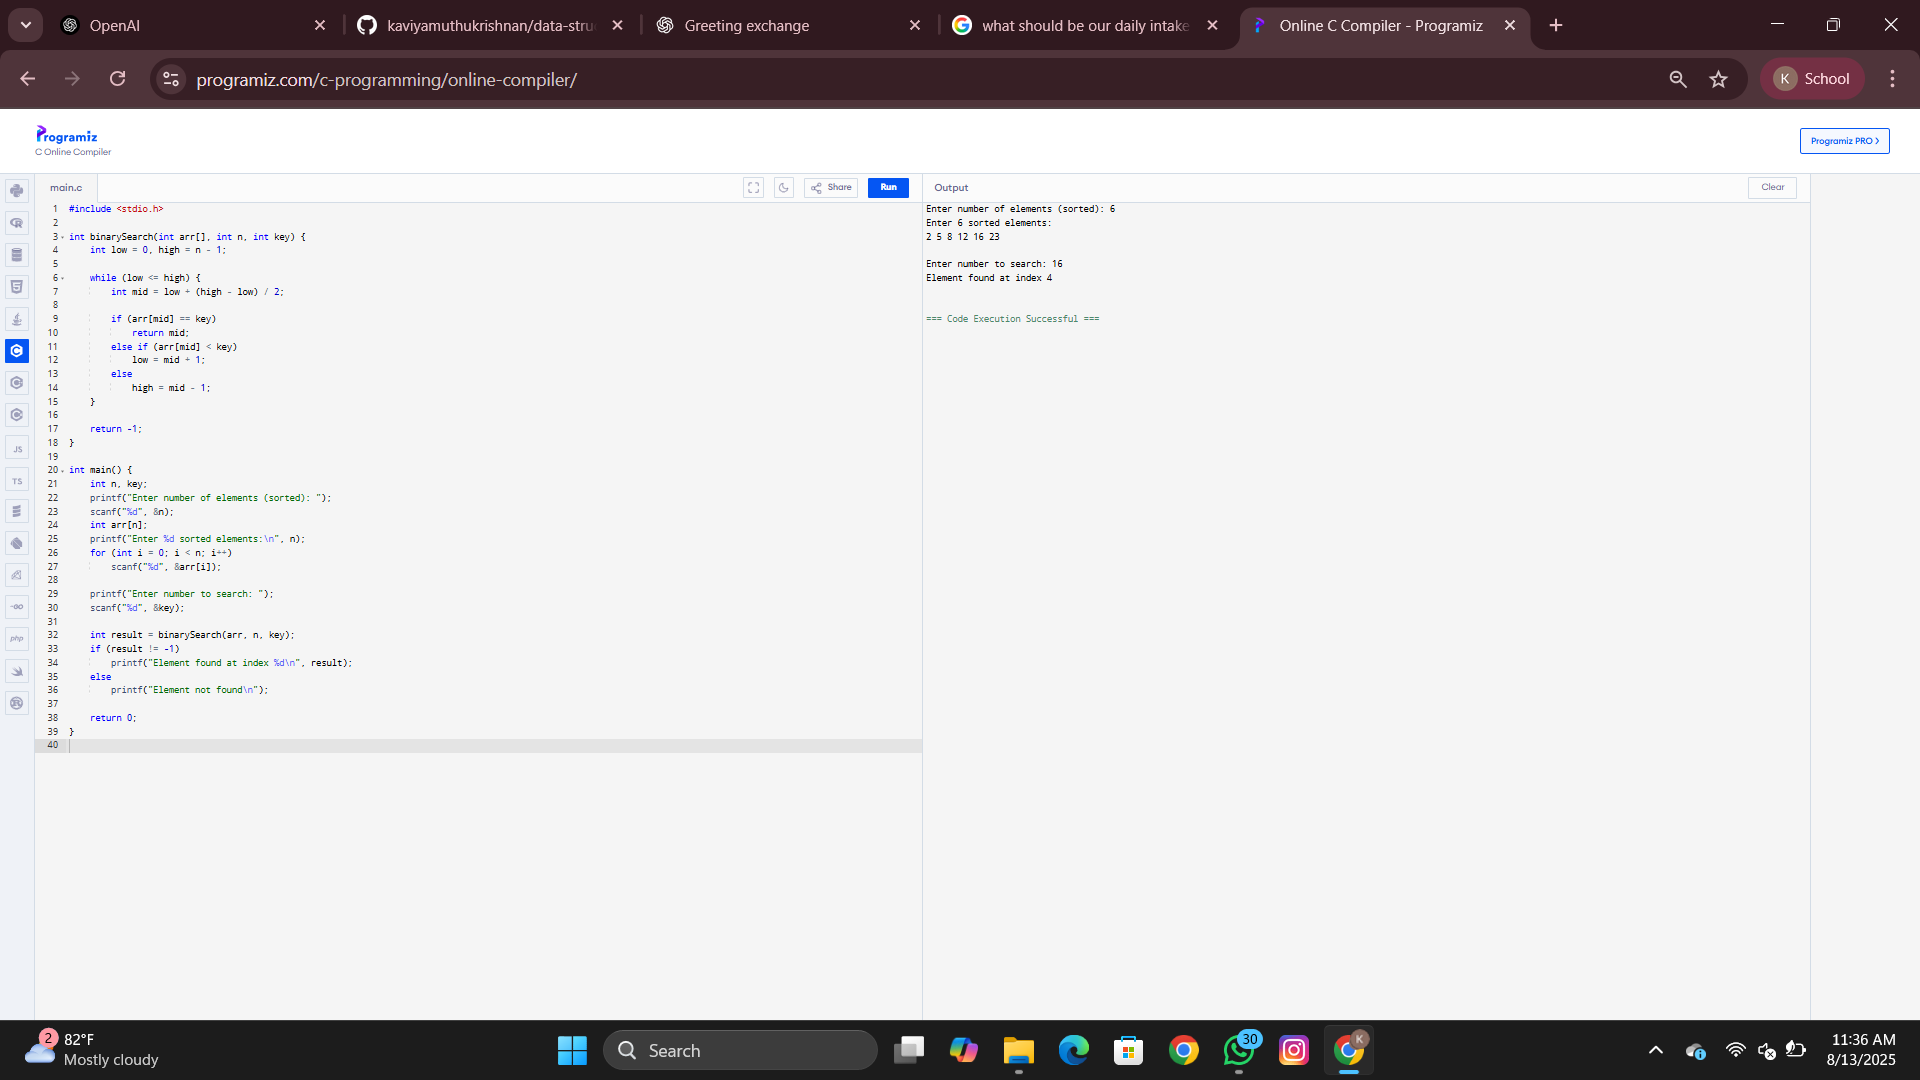 OpenAI
kaviyamuthukrishnan/data-stru
Greeting exchange
what should be our daily intake
Online C Compiler - Programiz
programiz.com/c-programming/online-compiler/
K School
Programiz
C Online Compiler
Programiz PRO >
main.c
Share
Run
Output
Clear
1 #include <stdio.h>
2
3 int binarySearch(int arr[], int n, int key) {
4 int low = 0, high = n - 1;
5
6 while (low <= high) {
7 int mid = low + (high - low) / 2;
8
9 if (arr[mid] == key)
10 return mid;
11 else if (arr[mid] < key)
12 low = mid + 1;
13 else
14 high = mid - 1;
15 }
16
17 return -1;
18 }
19
20 int main() {
21 int n, key;
22 printf("Enter number of elements (sorted): ");
23 scanf("%d", &n);
24 int arr[n];
25 printf("Enter %d sorted elements:\n", n);
26 for (int i = 0; i < n; i++)
27 scanf("%d", &arr[i]);
28
29 printf("Enter number to search: ");
30 scanf("%d", &key);
31
32 int result = binarySearch(arr, n, key);
33 if (result != -1)
34 printf("Element found at index %d\n", result);
35 else
36 printf("Element not found\n");
37
38 return 0;
39 }
40
Enter number of elements (sorted): 6
Enter 6 sorted elements:
2 5 8 12 16 23
Enter number to search: 16
Element found at index 4
=== Code Execution Successful ===
JS
TS
-GO
php
2
82°F
Mostly cloudy
Search
30
K
11:36 AM
8/13/2025